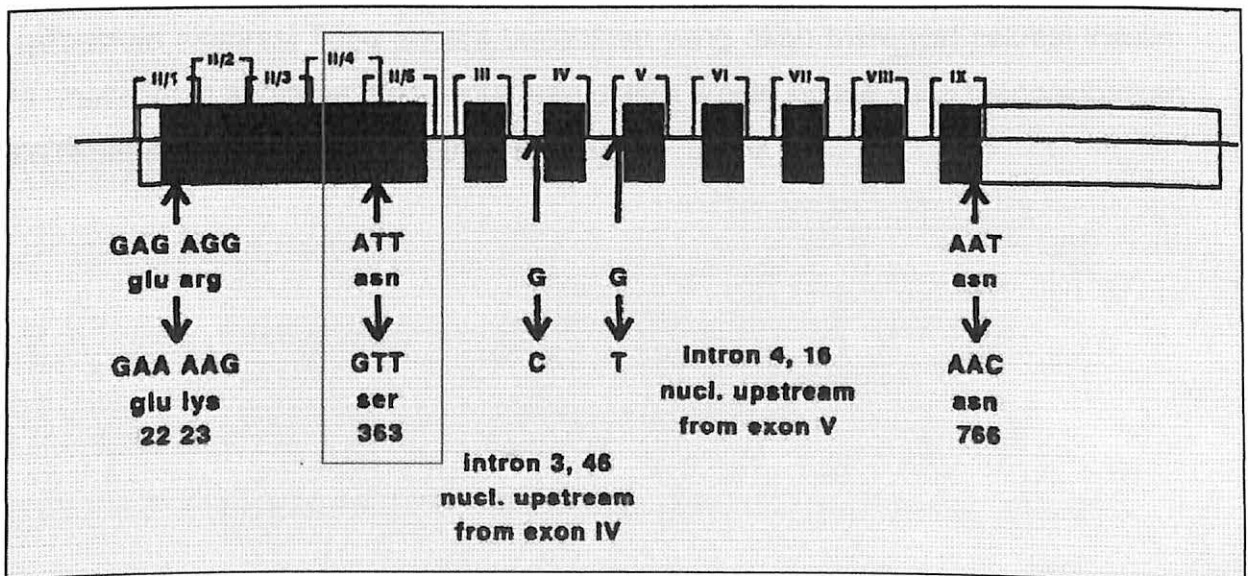 II/1 II/2 II/3 II/4 II/5 III IV V VI VII VIII IX
GAG AGG
glu arg
GAA AAG
glu lys
22 23
ATT
asn
GTT
ser
363
G
C
G
T
intron 3, 46
nucl. upstream
from exon IV
intron 4, 16
nucl. upstream
from exon V
AAT
asn
AAC
asn
766